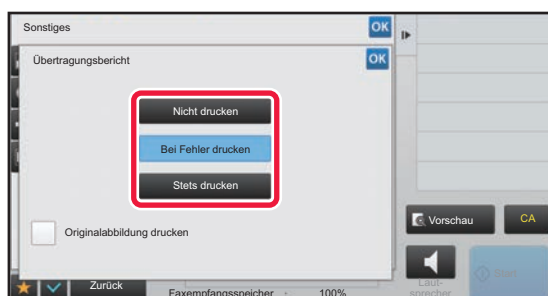 Sonstiges
OK
Übertragungsbericht
OK
Nicht drucken
Bei Fehler drucken
Stets drucken
Originalabbildung drucken
Vorschau
CA
Zurück
Faxempfangsspeicher : 100%
Laut-
sprecher
Start